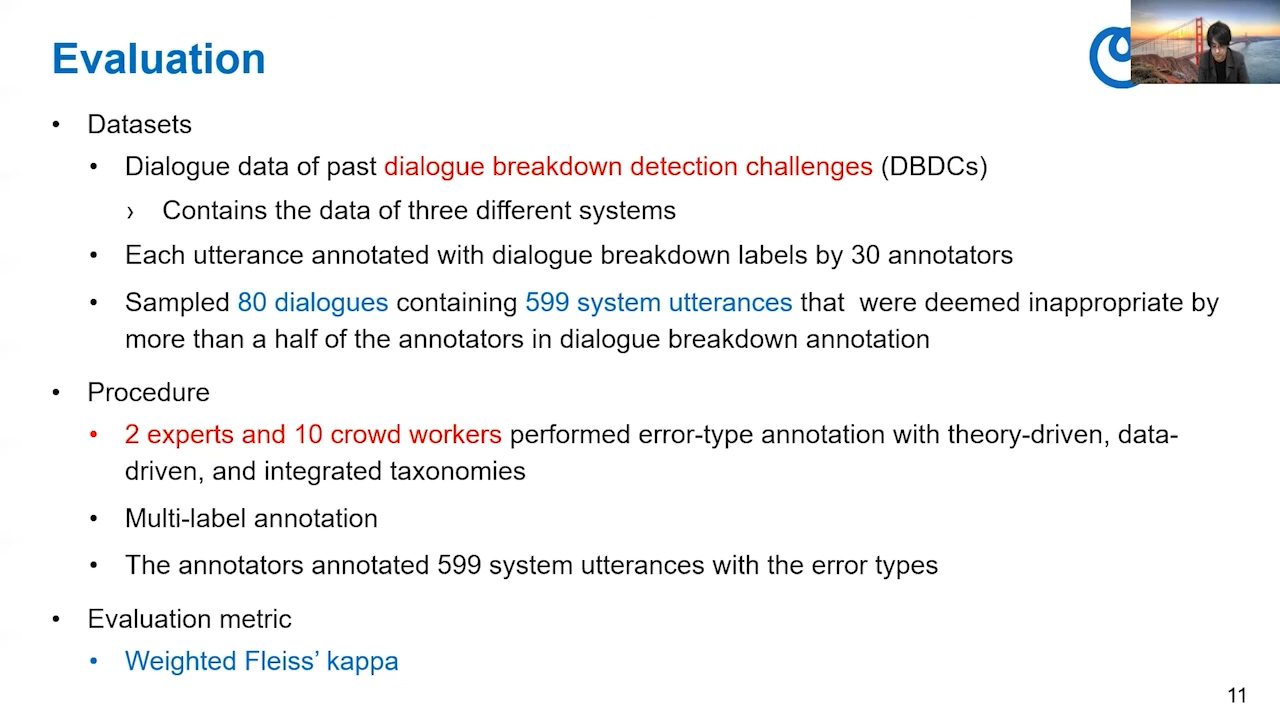 Evaluation
• Datasets
• Dialogue data of past dialogue breakdown detection challenges (DBDCs)
› Contains the data of three different systems
• Each utterance annotated with dialogue breakdown labels by 30 annotators
• Sampled 80 dialogues containing 599 system utterances that were deemed inappropriate by
more than a half of the annotators in dialogue breakdown annotation
• Procedure
• 2 experts and 10 crowd workers performed error-type annotation with theory-driven, data-
driven, and integrated taxonomies
• Multi-label annotation
• The annotators annotated 599 system utterances with the error types
• Evaluation metric
• Weighted Fleiss’ kappa
11